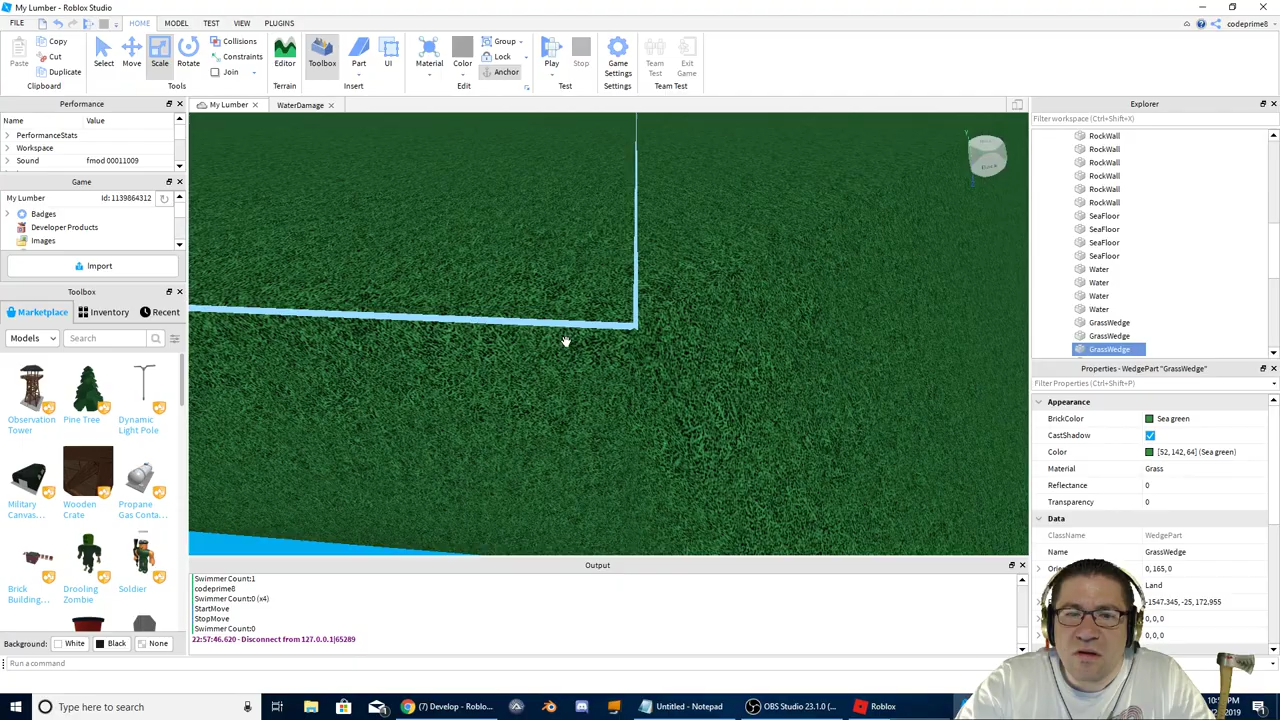 My Lumber - Roblox Studio
FILE
HOME
MODEL
TEST
VIEW
PLUGINS
codeprime8
Paste
Copy
Cut
Duplicate
Clipboard
Select
Move
Scale
Rotate
Collisions
Constraints
Join
Tools
Editor
Terrain
Toolbox
Part
UI
Insert
Material
Color
Group
Lock
Anchor
Edit
Play
Stop
Test
Game Settings
Settings
Team Test
Exit Game
Team Test
Performance
Name Value
PerformanceStats
Workspace
Sound fmod 00011009
Game
My Lumber Id: 1139864312
Badges
Developer Products
Images
Import
Toolbox
Marketplace
Inventory
Recent
Models
Search
Observation Tower
Pine Tree
Dynamic Light Pole
Military Canvas...
Wooden Crate
Propane Gas Conta...
Brick Building...
Drooling Zombie
Soldier
Background: White Black None
Run a command
My Lumber
WaterDamage
Back
Output
Swimmer Count:1
codeprime8
Swimmer Count:0 (x4)
StartMove
StopMove
Swimmer Count:0
22:57:46.620 - Disconnect from 127.0.0.1|65289
Explorer
Filter workspace (Ctrl+Shift+X)
RockWall
RockWall
RockWall
RockWall
RockWall
RockWall
SeaFloor
SeaFloor
SeaFloor
SeaFloor
Water
Water
Water
Water
GrassWedge
GrassWedge
GrassWedge
Properties - WedgePart "GrassWedge"
Filter Properties (Ctrl+Shift+P)
Appearance
BrickColor Sea green
CastShadow
Color [52, 142, 64] (Sea green)
Material Grass
Reflectance 0
Transparency 0
Data
ClassName WedgePart
Name GrassWedge
0, 165, 0
Land
-1547.345, -25, 172.955
0, 0, 0
0, 0, 0
Type here to search
(7) Develop - Roblo...
Untitled - Notepad
OBS Studio 23.1.0 (...
Roblox